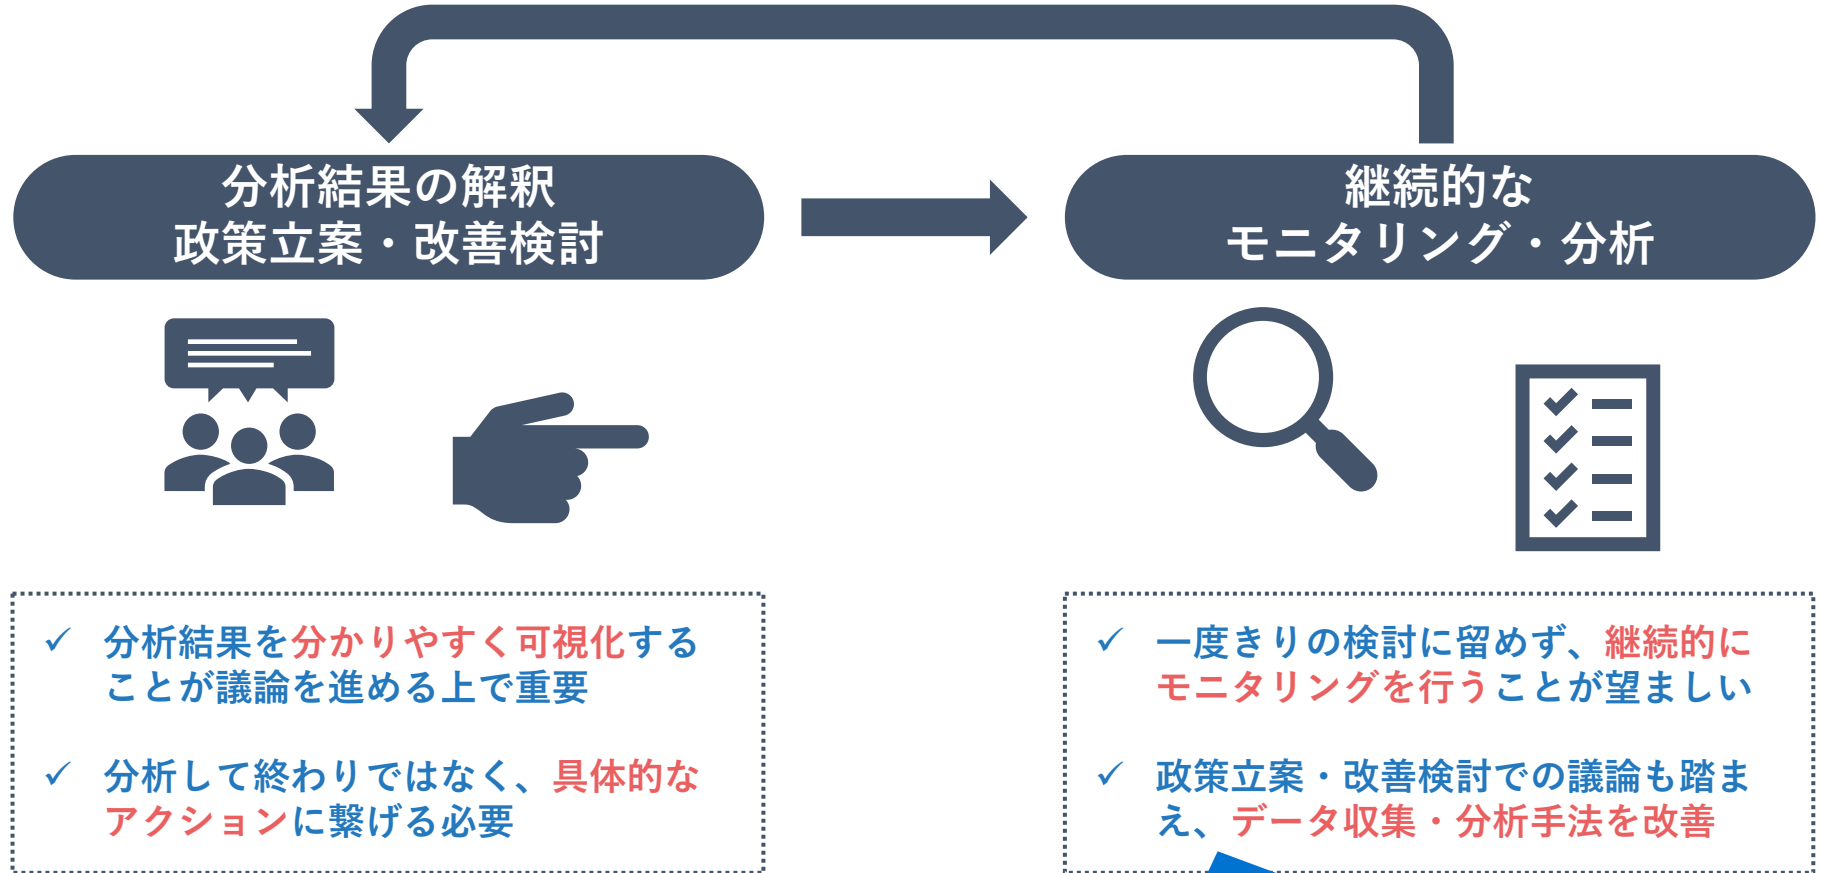 分析結果の解釈
政策立案・改善検討
継続的な
モニタリング・分析
✓ 分析結果を分かりやすく可視化する
ことが議論を進める上で重要
✓ 分析して終わりではなく、具体的な
アクションに繋げる必要
✓ 一度きりの検討に留めず、継続的に
モニタリングを行うことが望ましい
✓ 政策立案・改善検討での議論も踏ま
え、データ収集・分析手法を改善